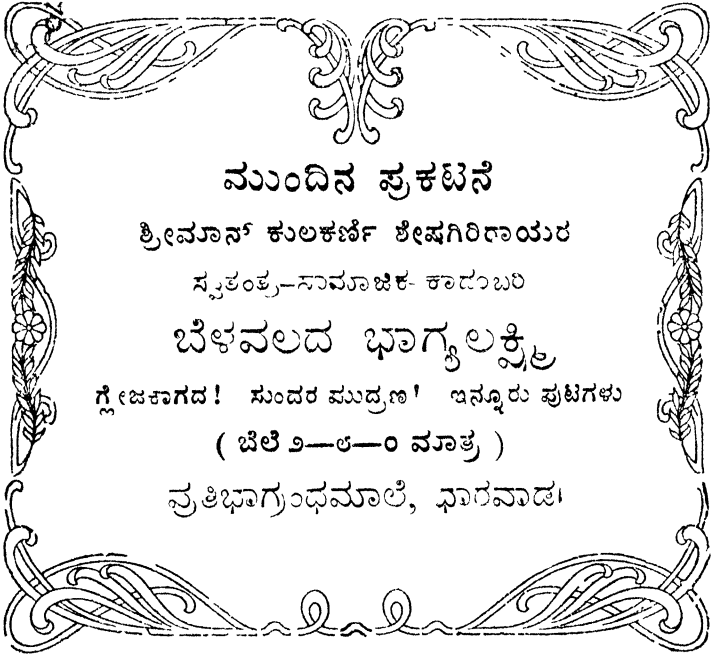 ಮುಂದಿನ ಪ್ರಕಟನೆ
ಶ್ರೀಮಾನ್ ಕುಲಕರ್ಣಿ ಶೇಷಗಿರಿರಾಯರ
ಸ್ವತಂತ್ರ–ಸಾಮಾಜಿಕ- ಕಾದಂಬರಿ
ಬೆಳವಲದ ಭಾಗ್ಯಲಕ್ಷ್ಮಿ
ಗ್ಲೇಜಕಾಗದ! ಸುಂದರ ಮುದ್ರಣ! ಇನ್ನೂರು ಪುಟಗಳು
( ಬೆಲೆ ೨—೮—೦ ಮಾತ್ರ )
ಪ್ರತಿಭಾಗ್ರಂಥಮಾಲೆ, ಧಾರವಾಡ.